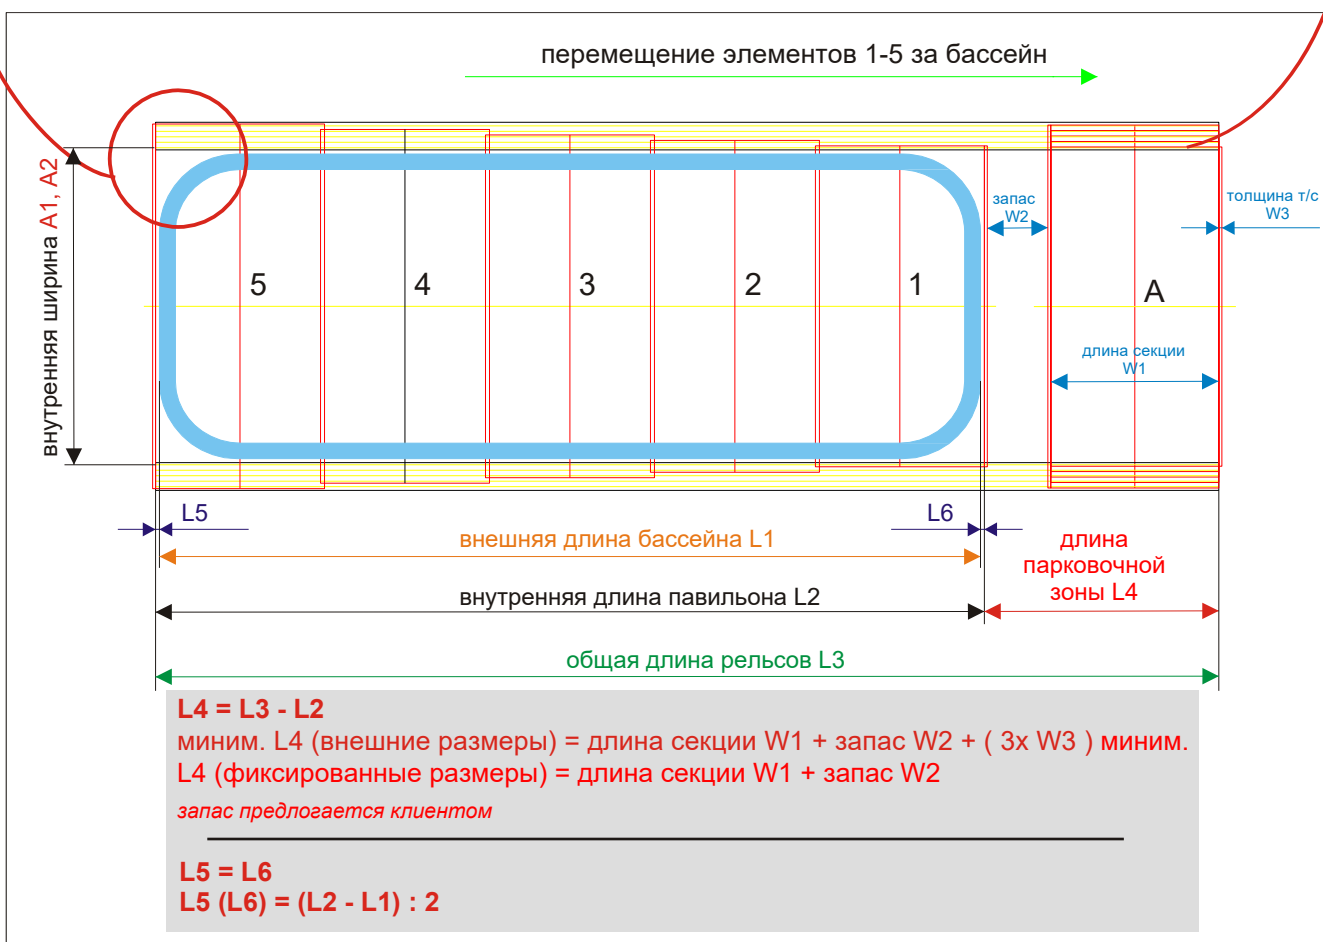 перемещение элементов 1-5 за бассейн
внутренняя ширина A1, A2
запас
W2
толщина т/с
W3
5
4
3
2
1
A
длина секции
W1
L5
L6
внешняя длина бассейна L1
длина
парковочной
зоны L4
внутренняя длина павильона L2
общая длина рельсов L3
L4 = L3 - L2
миним. L4 (внешние размеры) = длина секции W1 + запас W2 + ( 3x W3 ) миним.
L4 (фиксированные размеры) = длина секции W1 + запас W2
запас предлогается клиентом
L5 = L6
L5 (L6) = (L2 - L1) : 2